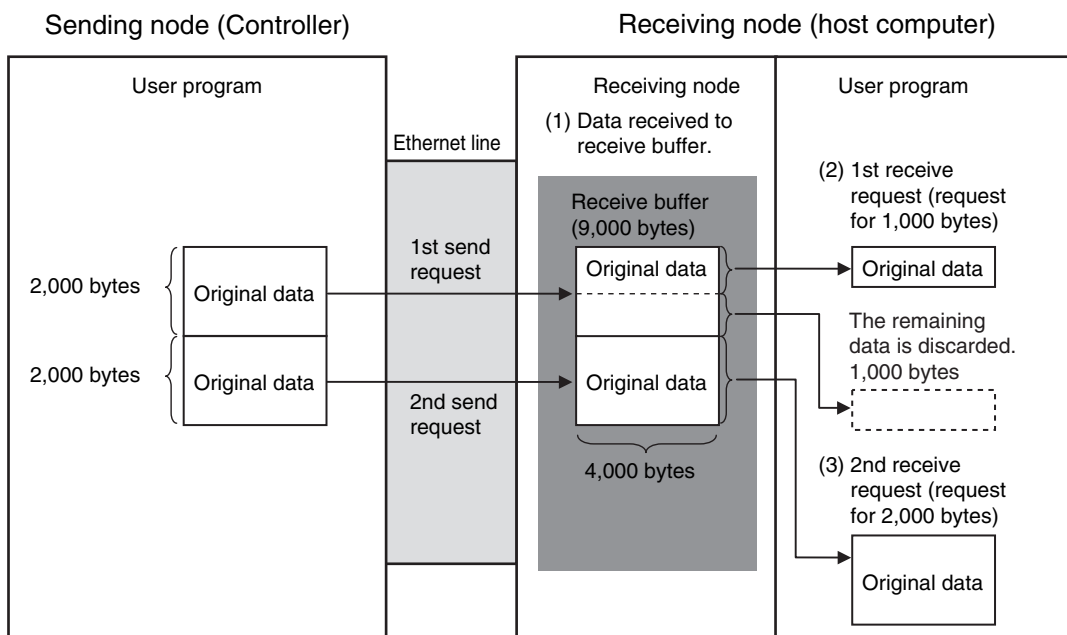 Sending node (Controller)
Receiving node (host computer)
User program
Receiving node
User program
Ethernet line
(1) Data received to
receive buffer.
(2) 1st receive
request (request
for 1,000 bytes)
Receive buffer
(9,000 bytes)
1st send
request
2,000 bytes
Original data
Original data
Original data
The remaining
data is discarded.
1,000 bytes
2,000 bytes
Original data
2nd send
request
Original data
4,000 bytes
(3) 2nd receive
request (request
for 2,000 bytes)
Original data